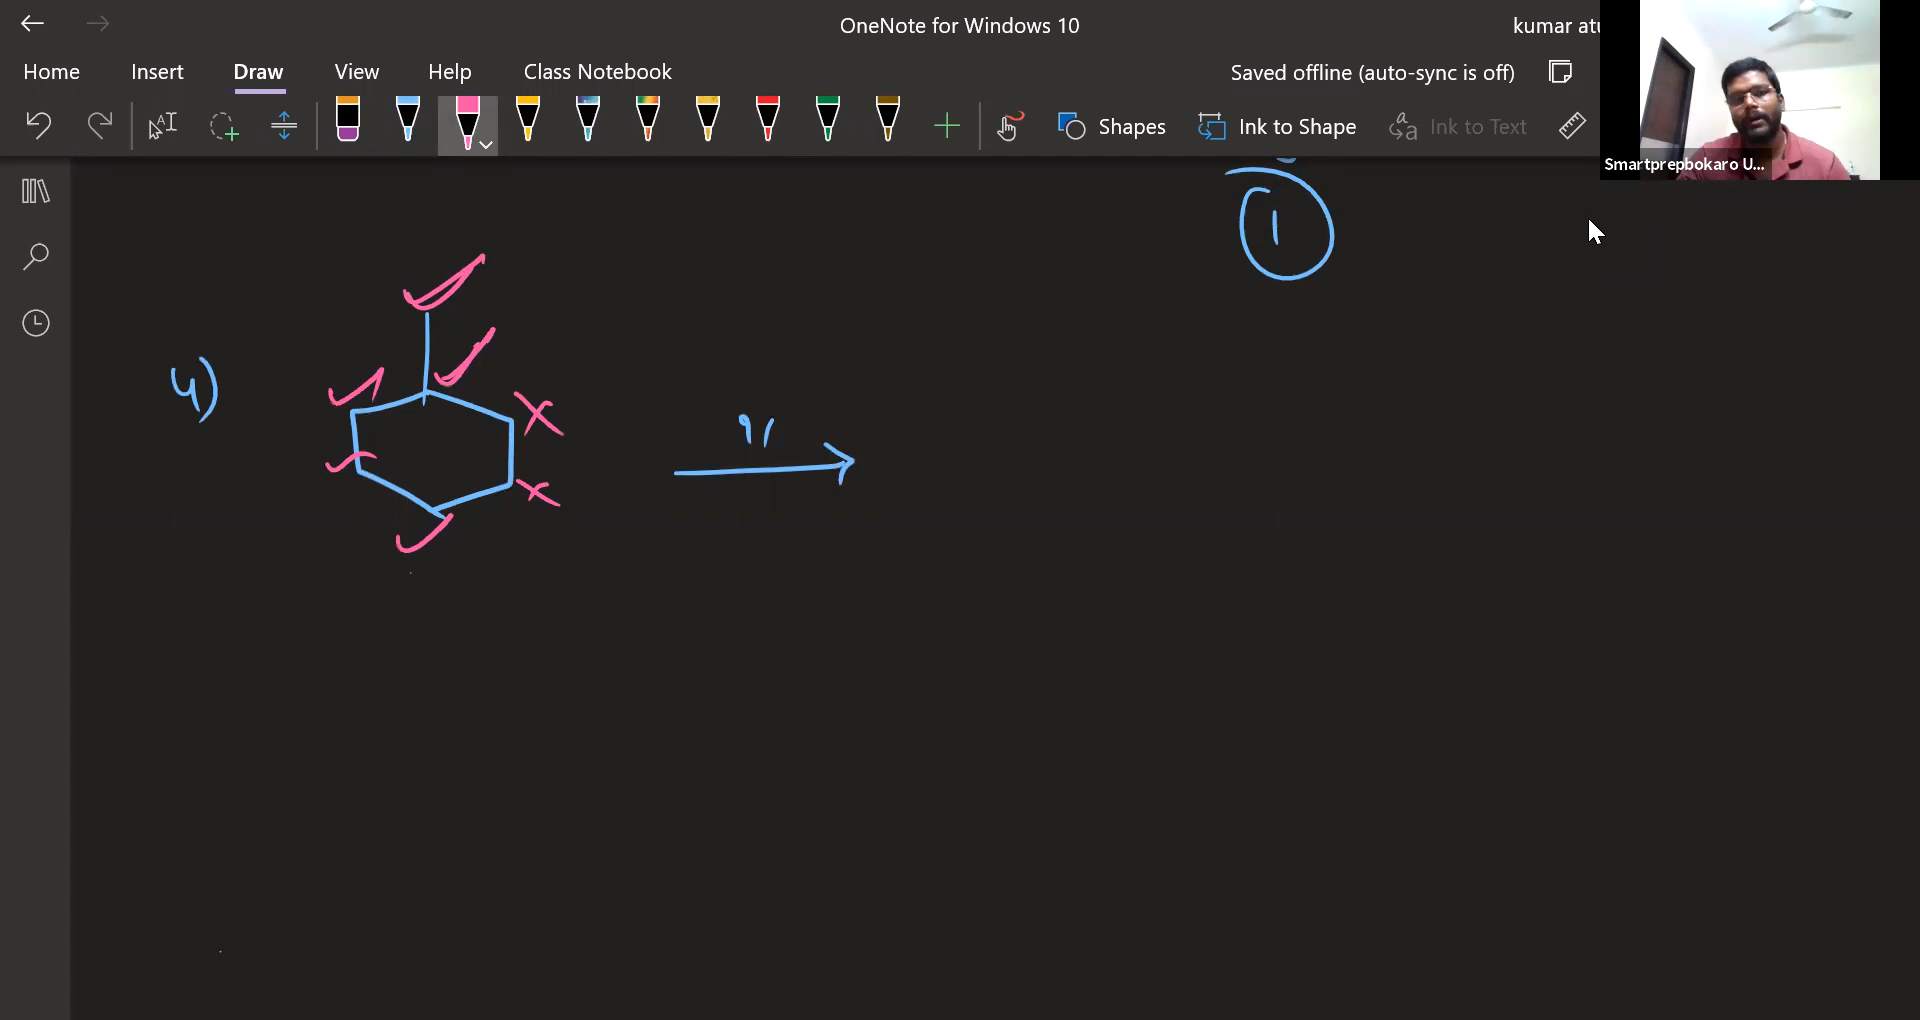 OneNote for Windows 10
kumar atu
Home Insert Draw View Help Class Notebook
Saved offline (auto-sync is off)
Shapes Ink to Shape Ink to Text
Smartprepbokaro U...
1
4)